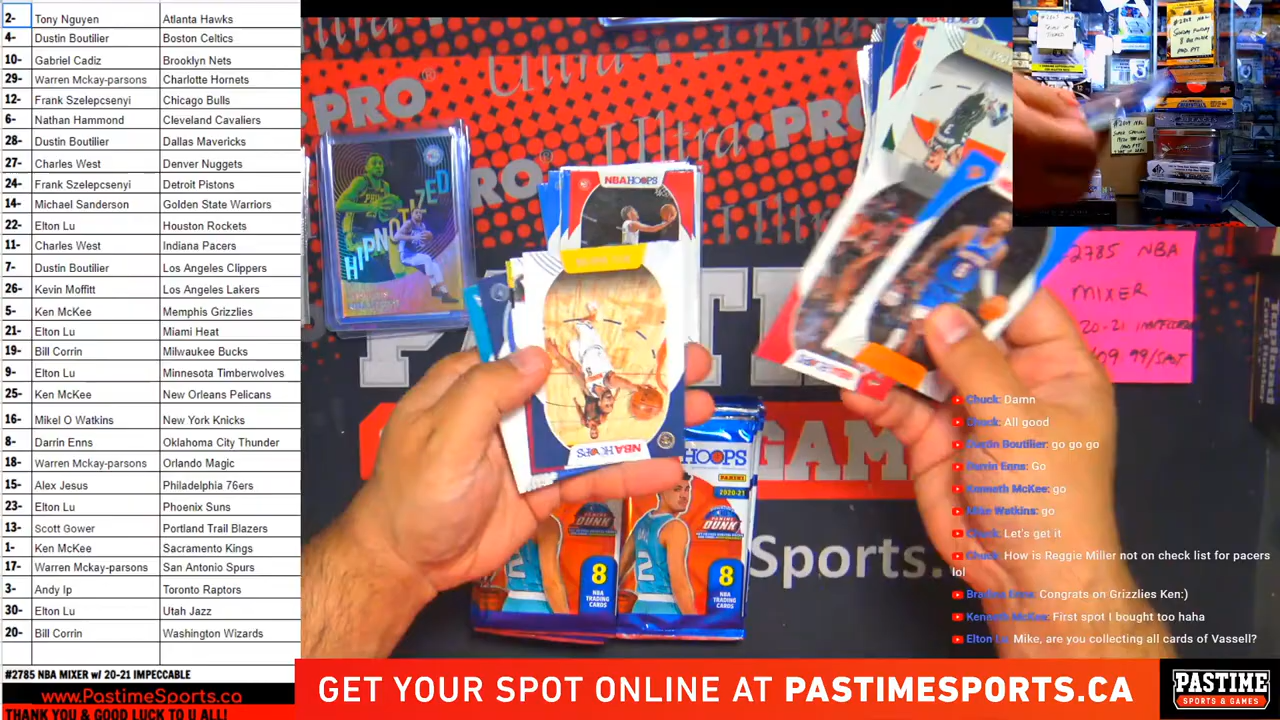 2- Tony Nguyen Atlanta Hawks
4- Dustin Boutilier Boston Celtics
10- Gabriel Cadiz Brooklyn Nets
29- Warren Mckay-parsons Charlotte Hornets
12- Frank Szelepcsenyi Chicago Bulls
6- Nathan Hammond Cleveland Cavaliers
28- Dustin Boutilier Dallas Mavericks
27- Charles West Denver Nuggets
24- Frank Szelepcsenyi Detroit Pistons
14- Michael Sanderson Golden State Warriors
22- Elton Lu Houston Rockets
11- Charles West Indiana Pacers
7- Dustin Boutilier Los Angeles Clippers
26- Kevin Moffitt Los Angeles Lakers
5- Ken McKee Memphis Grizzlies
21- Elton Lu Miami Heat
19- Bill Corrin Milwaukee Bucks
9- Elton Lu Minnesota Timberwolves
25- Ken McKee New Orleans Pelicans
16- Mikel O Watkins New York Knicks
8- Darrin Enns Oklahoma City Thunder
18- Warren Mckay-parsons Orlando Magic
15- Alex Jesus Philadelphia 76ers
23- Elton Lu Phoenix Suns
13- Scott Gower Portland Trail Blazers
1- Ken McKee Sacramento Kings
17- Warren Mckay-parsons San Antonio Spurs
3- Andy Ip Toronto Raptors
30- Elton Lu Utah Jazz
20- Bill Corrin Washington Wizards
#2785 NBA MIXER w/ 20-21 IMPECCABLE
www.PastimeSports.ca
THANK YOU & GOOD LUCK TO U ALL!
PRO
Ultra
PRO
HIPNOTIZED
NBA HOOPS
NBA HOOPS
HOOPS
PANINI
2020-21
DUNK
8
NBA TRADING CARDS
DUNK
8
NBA TRADING CARDS
GAM
Sports.
#2785 NBA
MIXER
20-21
Chuck: Damn
Chuck: All good
Dustin Boutilier: go go go
Darrin Enns: Go
Kenneth McKee: go
Mike Watkins: go
Chuck: Let's get it
Chuck: How is Reggie Miller not on check list for pacers
lol
Congrats on Grizzlies Ken:)
Kenneth McKee: First spot I bought too haha
Elton Lu: Mike, are you collecting all cards of Vassell?
GET YOUR SPOT ONLINE AT PASTIMESPORTS.CA
PASTIME
SPORTS & GAMES